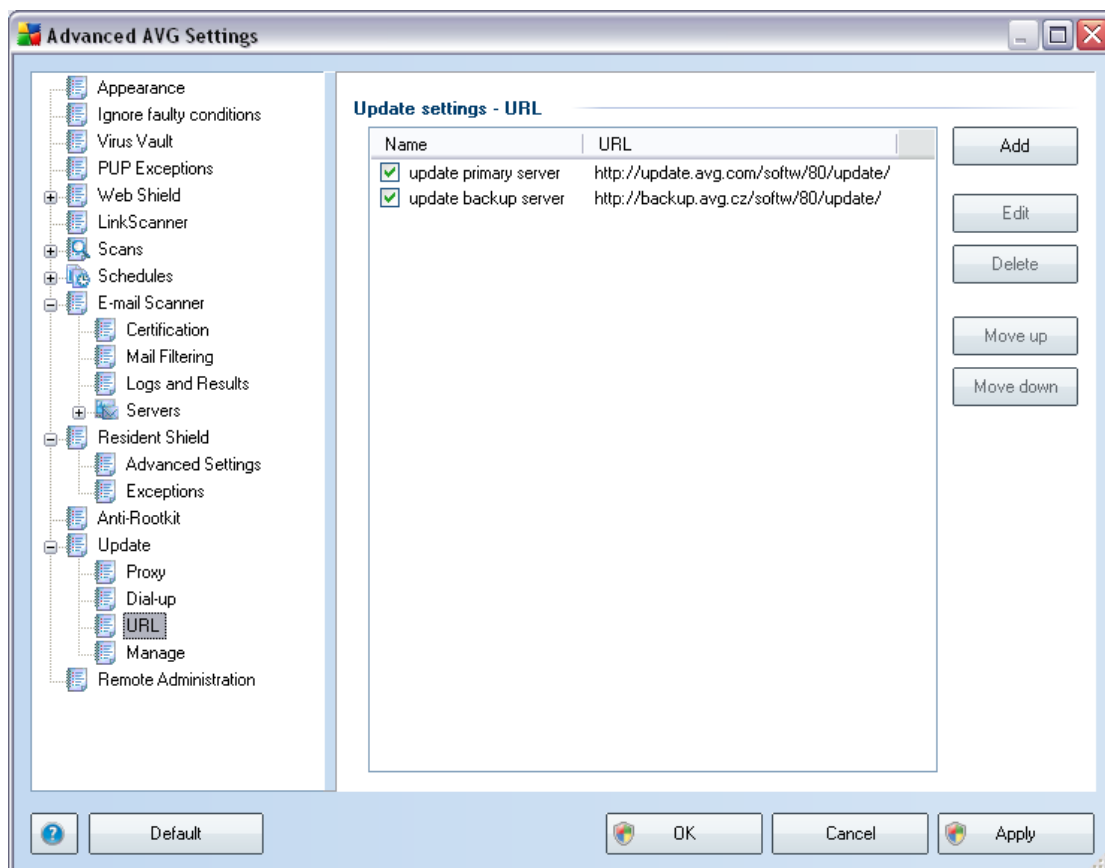 Advanced AVG Settings
Appearance
Ignore faulty conditions
Virus Vault
PUP Exceptions
Web Shield
LinkScanner
Scans
Schedules
E-mail Scanner
Certification
Mail Filtering
Logs and Results
Servers
Resident Shield
Advanced Settings
Exceptions
Anti-Rootkit
Update
Proxy
Dial-up
URL
Manage
Remote Administration
Update settings - URL
Name URL
update primary server http://update.avg.com/softw/80/update/
update backup server http://backup.avg.cz/softw/80/update/
Add
Edit
Delete
Move up
Move down
? Default OK Cancel Apply